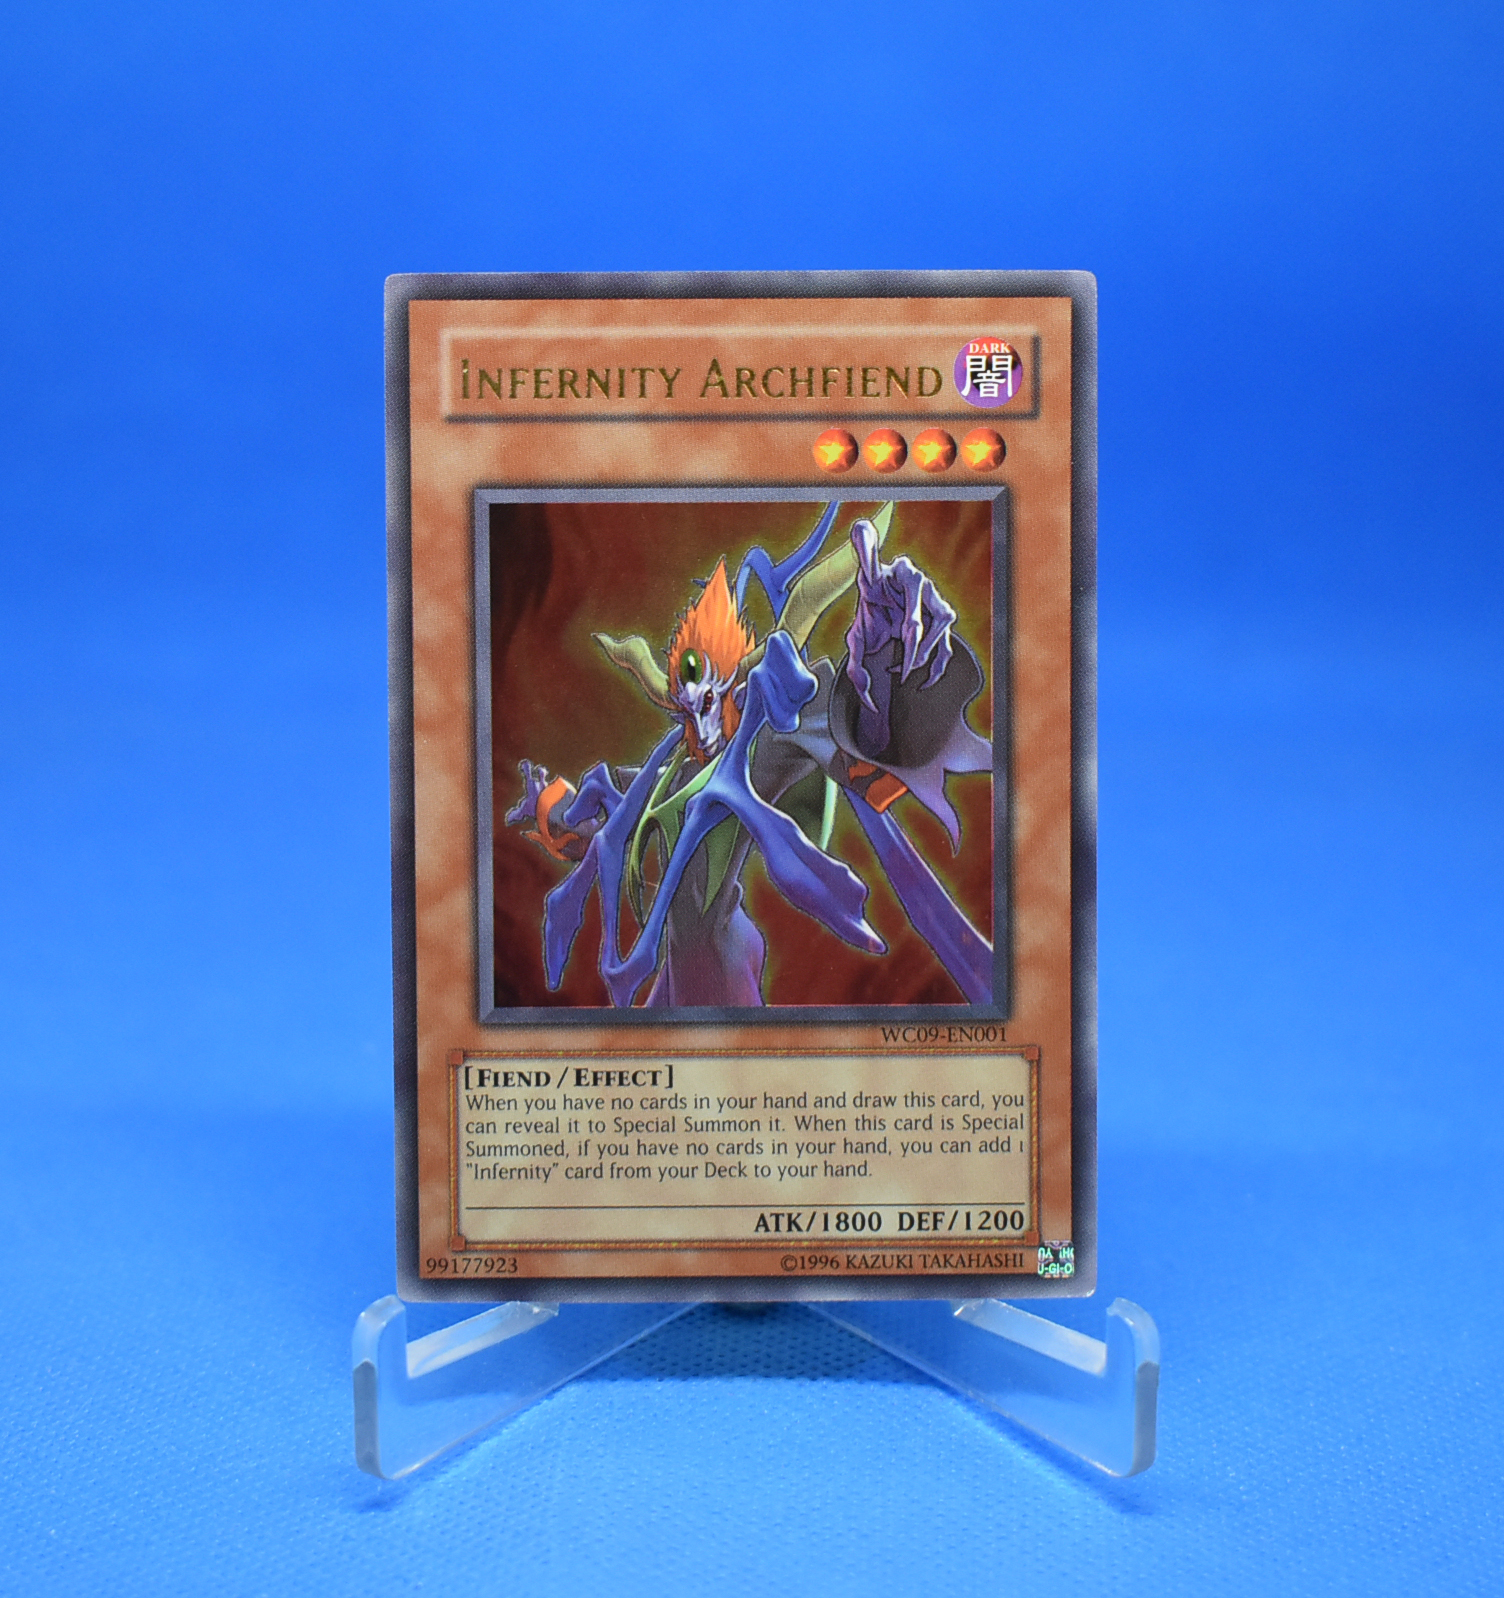 INFERNITY ARCHFIEND
DARK
闇
WC09-EN001
[FIEND / EFFECT]
When you have no cards in your hand and draw this card, you
can reveal it to Special Summon it. When this card is Special
Summoned, if you have no cards in your hand, you can add 1
"Infernity" card from your Deck to your hand.
ATK/1800 DEF/1200
99177923
©1996 KAZUKI TAKAHASHI